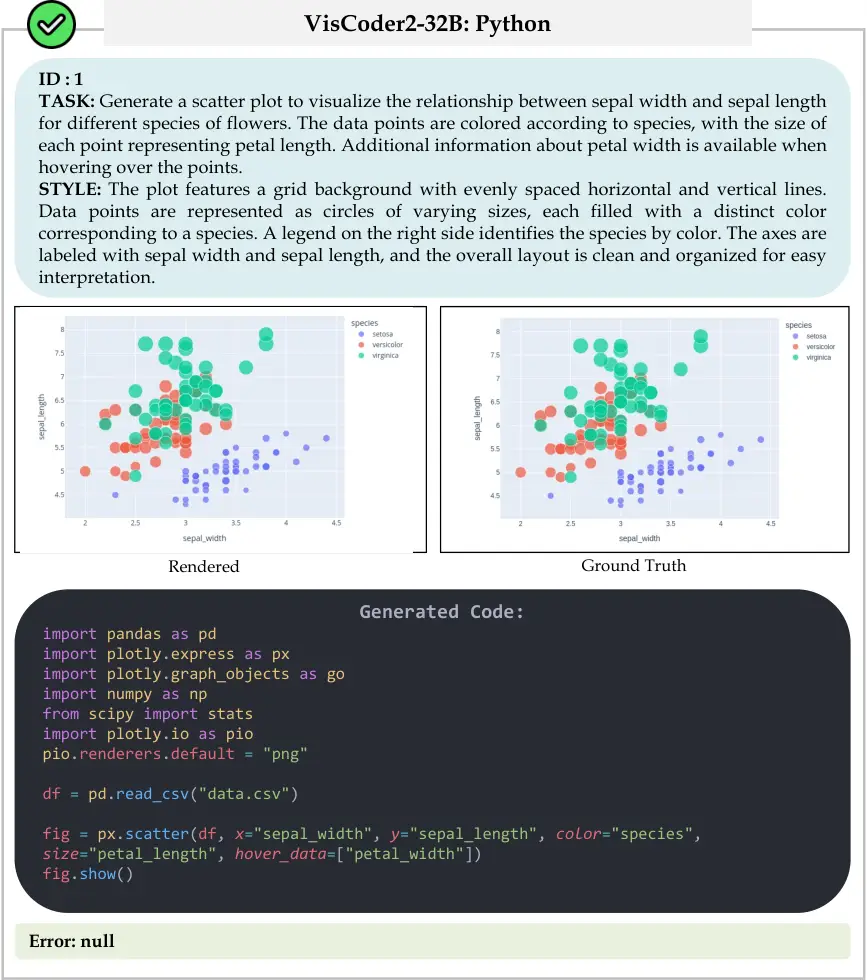 VisCoder2-32B: Python
ID : 1
TASK: Generate a scatter plot to visualize the relationship between sepal width and sepal length
for different species of flowers. The data points are colored according to species, with the size of
each point representing petal length. Additional information about petal width is available when
hovering over the points.
STYLE: The plot features a grid background with evenly spaced horizontal and vertical lines.
Data points are represented as circles of varying sizes, each filled with a distinct color
corresponding to a species. A legend on the right side identifies the species by color. The axes are
labeled with sepal width and sepal length, and the overall layout is clean and organized for easy
interpretation.
species
setosa
versicolor
virginica
8
7.5
7
6.5
6
5.5
5
4.5
sepal_length
2
2.5
3
3.5
4
4.5
sepal_width
Rendered
species
setosa
versicolor
virginica
8
7.5
7
6.5
6
5.5
5
4.5
sepal_length
2
2.5
3
3.5
4
4.5
sepal_width
Ground Truth
Generated Code:
import pandas as pd
import plotly.express as px
import plotly.graph_objects as go
import numpy as np
from scipy import stats
import plotly.io as pio
pio.renderers.default = "png"
df = pd.read_csv("data.csv")
fig = px.scatter(df, x="sepal_width", y="sepal_length", color="species",
size="petal_length", hover_data=["petal_width"])
fig.show()
Error: null